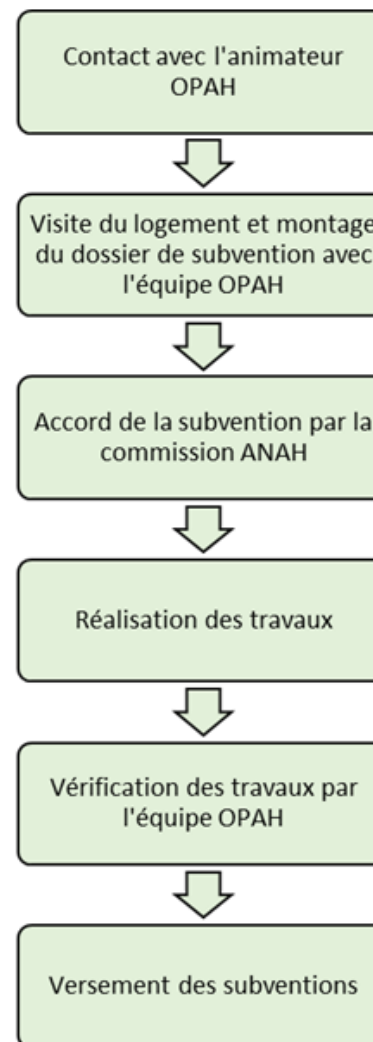 Contact avec l'animateur
OPAH
Visite du logement et montage
du dossier de subvention avec
l'équipe OPAH
Accord de la subvention par la
commission ANAH
Réalisation des travaux
Vérification des travaux par
l'équipe OPAH
Versement des subventions